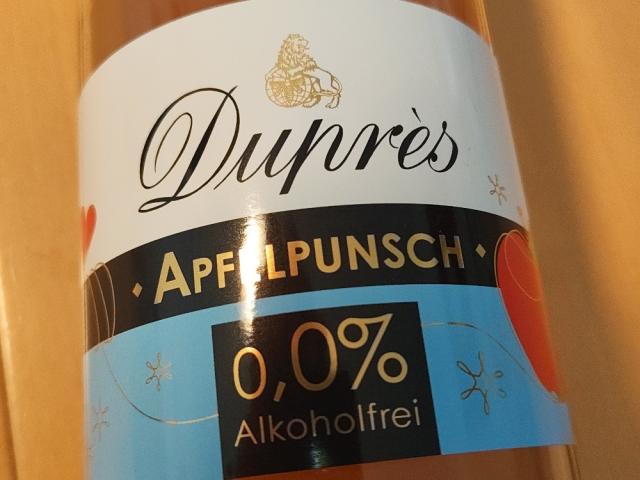 Duprès
APFELPUNSCH
0,0%
Alkoholfrei